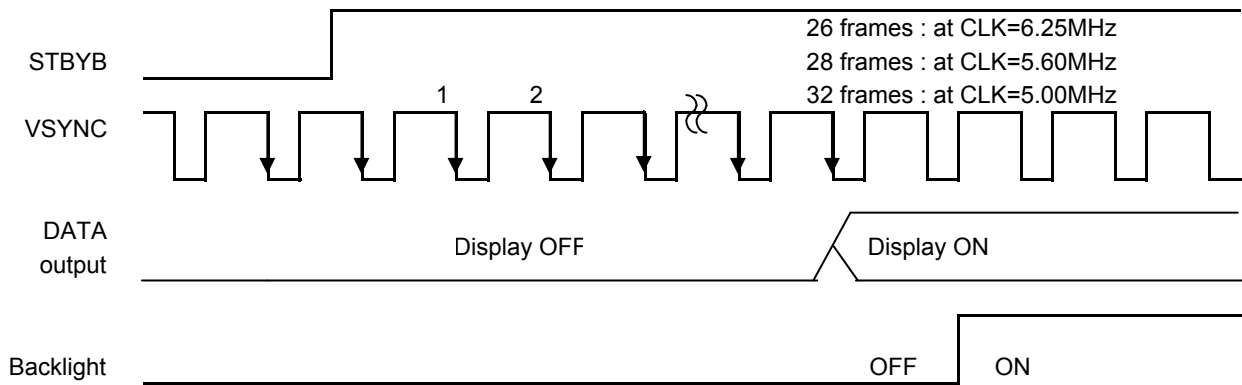 26 frames : at CLK=6.25MHz
STBYB
28 frames : at CLK=5.60MHz
1 2
32 frames : at CLK=5.00MHz
VSYNC
DATA
output
Display OFF
Display ON
Backlight
OFF
ON